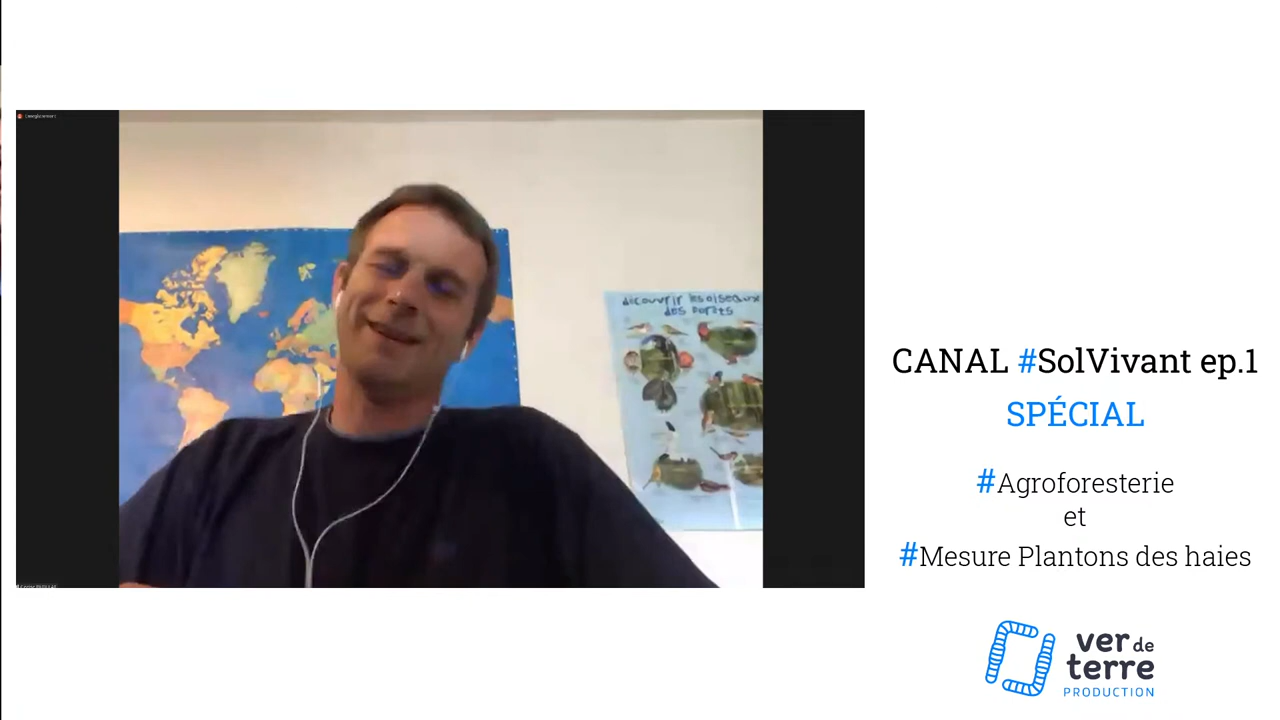 découvrir les oiseaux
des forêts
CANAL #SolVivant ep.1
SPÉCIAL
#Agroforesterie
et
#Mesure Plantons des haies
ver de
terre
PRODUCTION